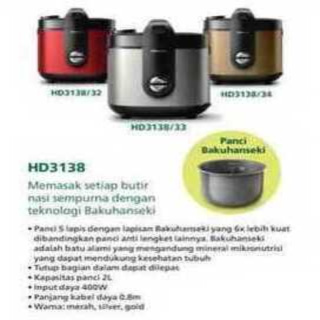 HD3138/32
HD3138/34
HD3138/33
Panci
Bakuhanseki
HD3138
Memasak setiap butir
nasi sempurna dengan
teknologi Bakuhanseki
• Panci 5 lapis dengan lapisan Bakuhanseki yang 6x lebih kuat
dibandingkan panci anti lengket lainnya. Bakuhanseki
adalah batu alami yang mengandung mineral mikronutrisi
yang dapat mendukung kesehatan tubuh
• Tutup bagian dalam dapat dilepas
• Kapasitas panci 2L
• Input daya 400W
• Panjang kabel daya 0.8m
• Warna: merah, silver, gold